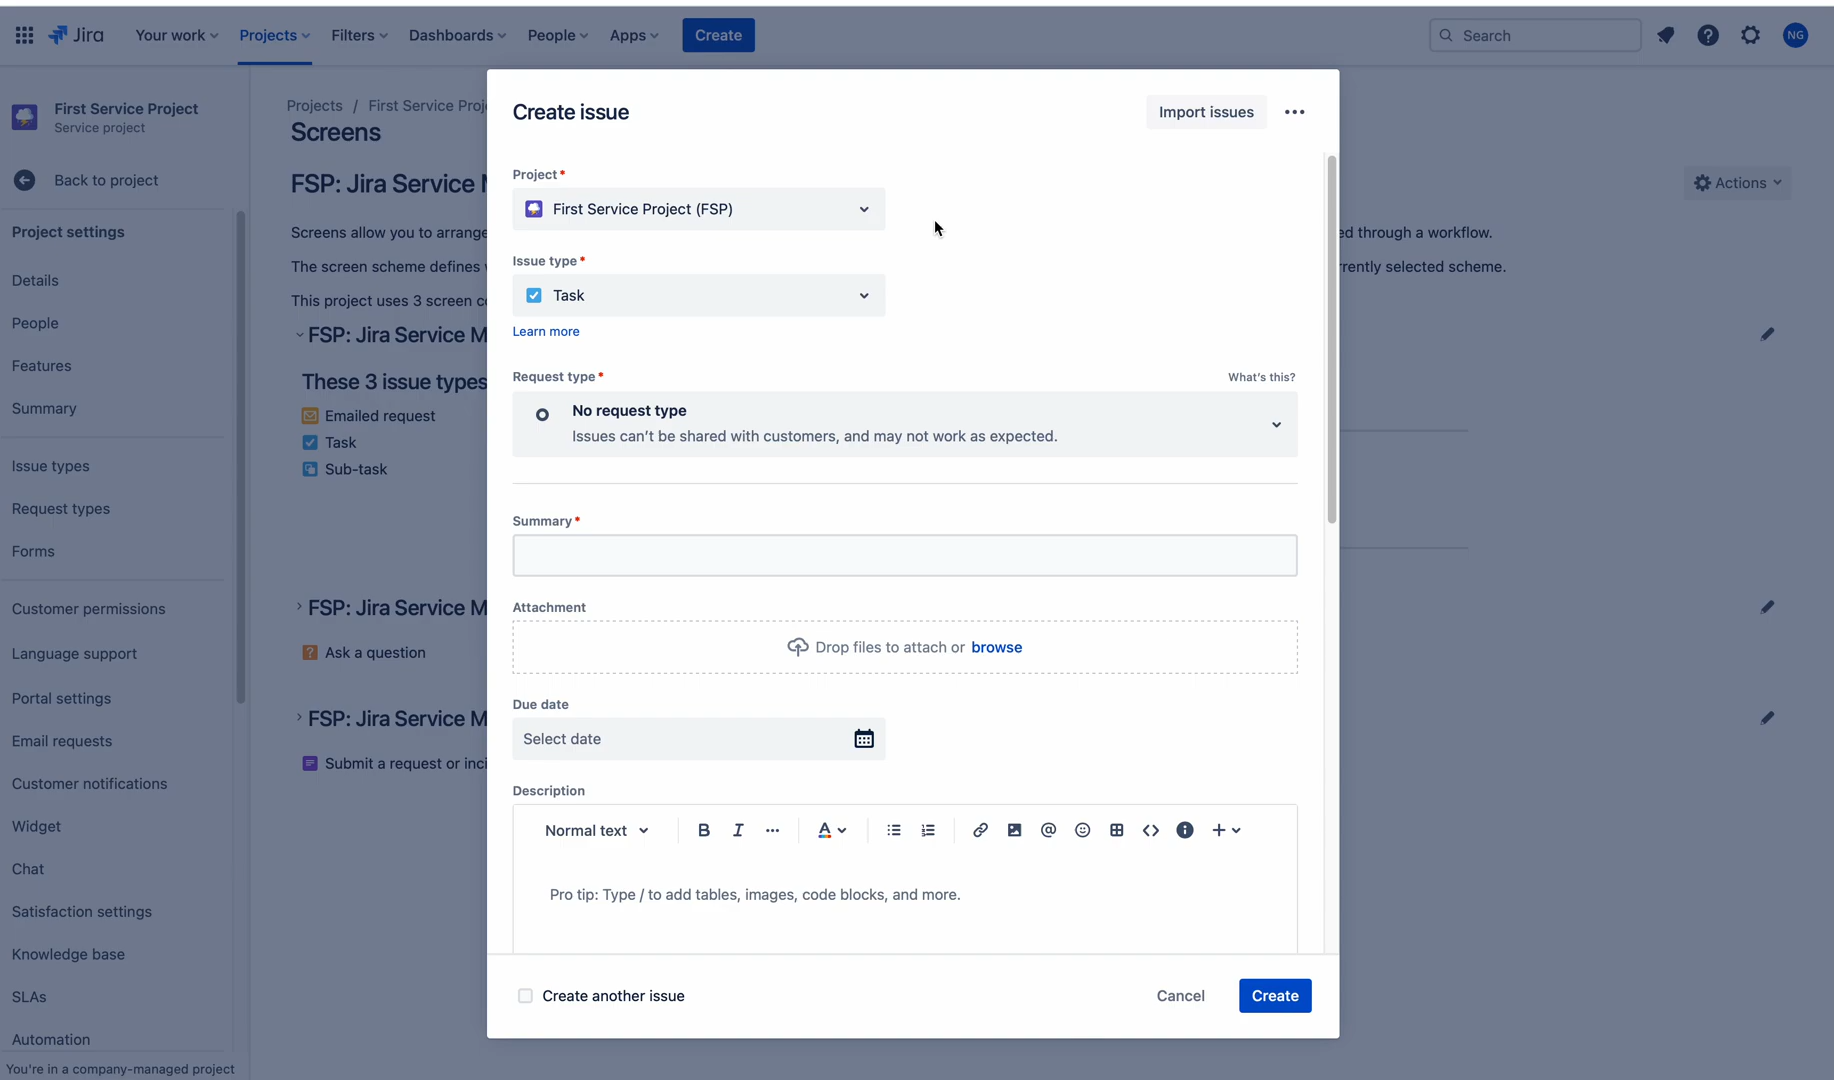 Jira Your work Projects Filters Dashboards People Apps Create Search NG
First Service Project
Service project
Back to project
Project settings
Details
People
Features
Summary
Issue types
Request types
Forms
Customer permissions
Language support
Portal settings
Email requests
Customer notifications
Widget
Chat
Satisfaction settings
Knowledge base
SLAs
Automation
You're in a company-managed project
Projects / First Service Proj
Screens
FSP: Jira Service
Actions
Screens allow you to arrange
ed through a workflow.
The screen scheme defines
rently selected scheme.
This project uses 3 screen
FSP: Jira Service M
These 3 issue types
Emailed request
Task
Sub-task
FSP: Jira Service M
Ask a question
FSP: Jira Service M
Submit a request or inci
Create issue
Import issues
Project*
First Service Project (FSP)
Issue type*
Task
Learn more
Request type*
What's this?
No request type
Issues can't be shared with customers, and may not work as expected.
Summary*
Attachment
Drop files to attach or browse
Due date
Select date
Description
Normal text B I ... A
Pro tip: Type / to add tables, images, code blocks, and more.
Create another issue
Cancel
Create